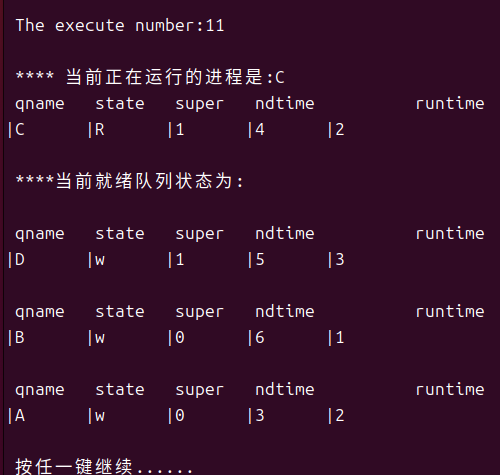 The execute number:11
**** 当前正在运行的进程是:C
qname state super ndtime runtime
|C |R |1 |4 |2
****当前就绪队列状态为:
qname state super ndtime runtime
|D |w |1 |5 |3
qname state super ndtime runtime
|B |w |0 |6 |1
qname state super ndtime runtime
|A |w |0 |3 |2
按任一键继续......